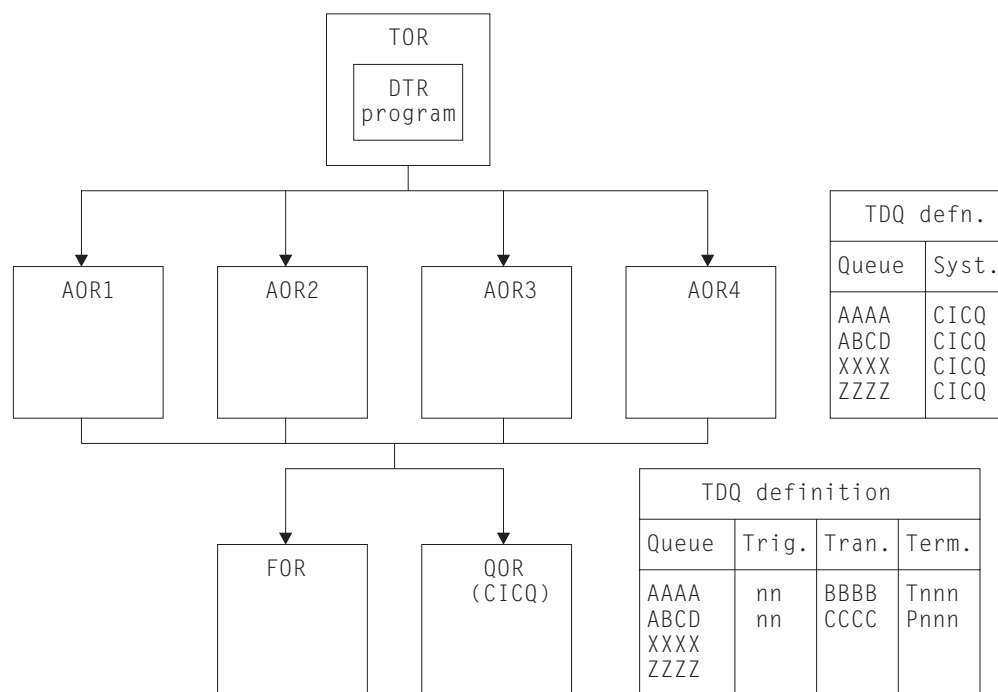 TOR
DTR
program
TDQ defn.
Queue Syst.
AOR1 AOR2 AOR3 AOR4
AAAA CICQ
ABCD CICQ
XXXX CICQ
ZZZZ CICQ
TDQ definition
Queue Trig. Tran. Term.
FOR QOR
(CICQ)
AAAA nn BBBB Tnnn
ABCD nn CCCC Pnnn
XXXX
ZZZZ